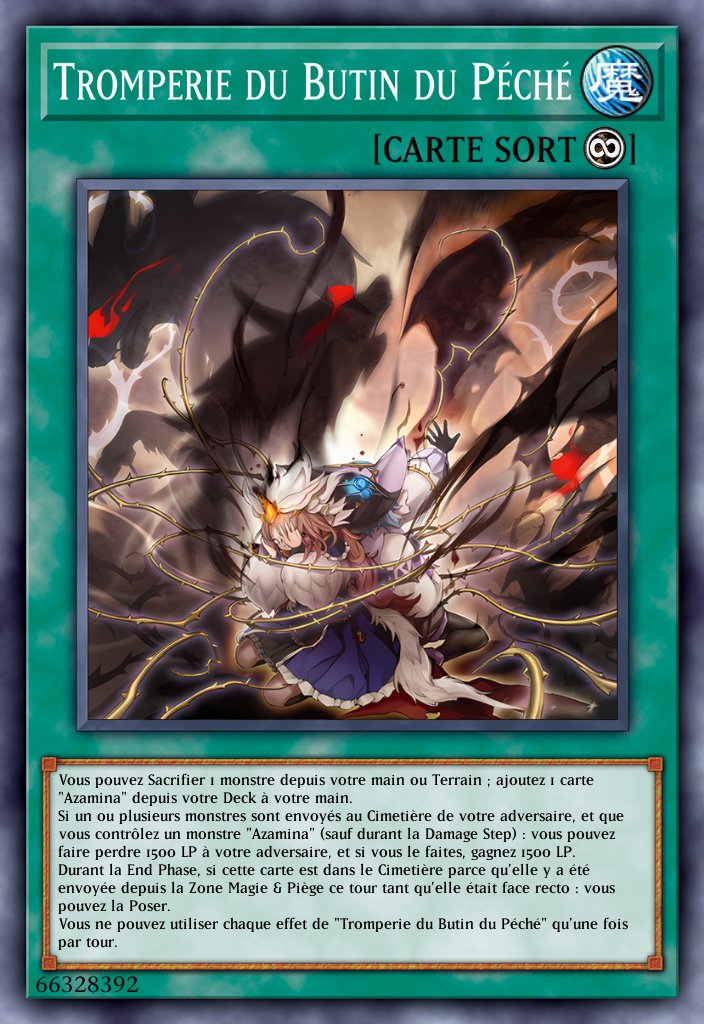 Tromperie du Butin du Péché
魔
[CARTE SORT ]
Vous pouvez Sacrifier 1 monstre depuis votre main ou Terrain ; ajoutez 1 carte
"Azamina" depuis votre Deck à votre main.
Si un ou plusieurs monstres sont envoyés au Cimetière de votre adversaire, et que
vous contrôlez un monstre "Azamina" (sauf durant la Damage Step) : vous pouvez
faire perdre 1500 LP à votre adversaire, et si vous le faites, gagnez 1500 LP.
Durant la End Phase, si cette carte est dans le Cimetière parce qu'elle y a été
envoyée depuis la Zone Magie & Piège ce tour tant qu'elle était face recto : vous
pouvez la Poser.
Vous ne pouvez utiliser chaque effet de "Tromperie du Butin du Péché" qu'une fois
par tour.
66328392